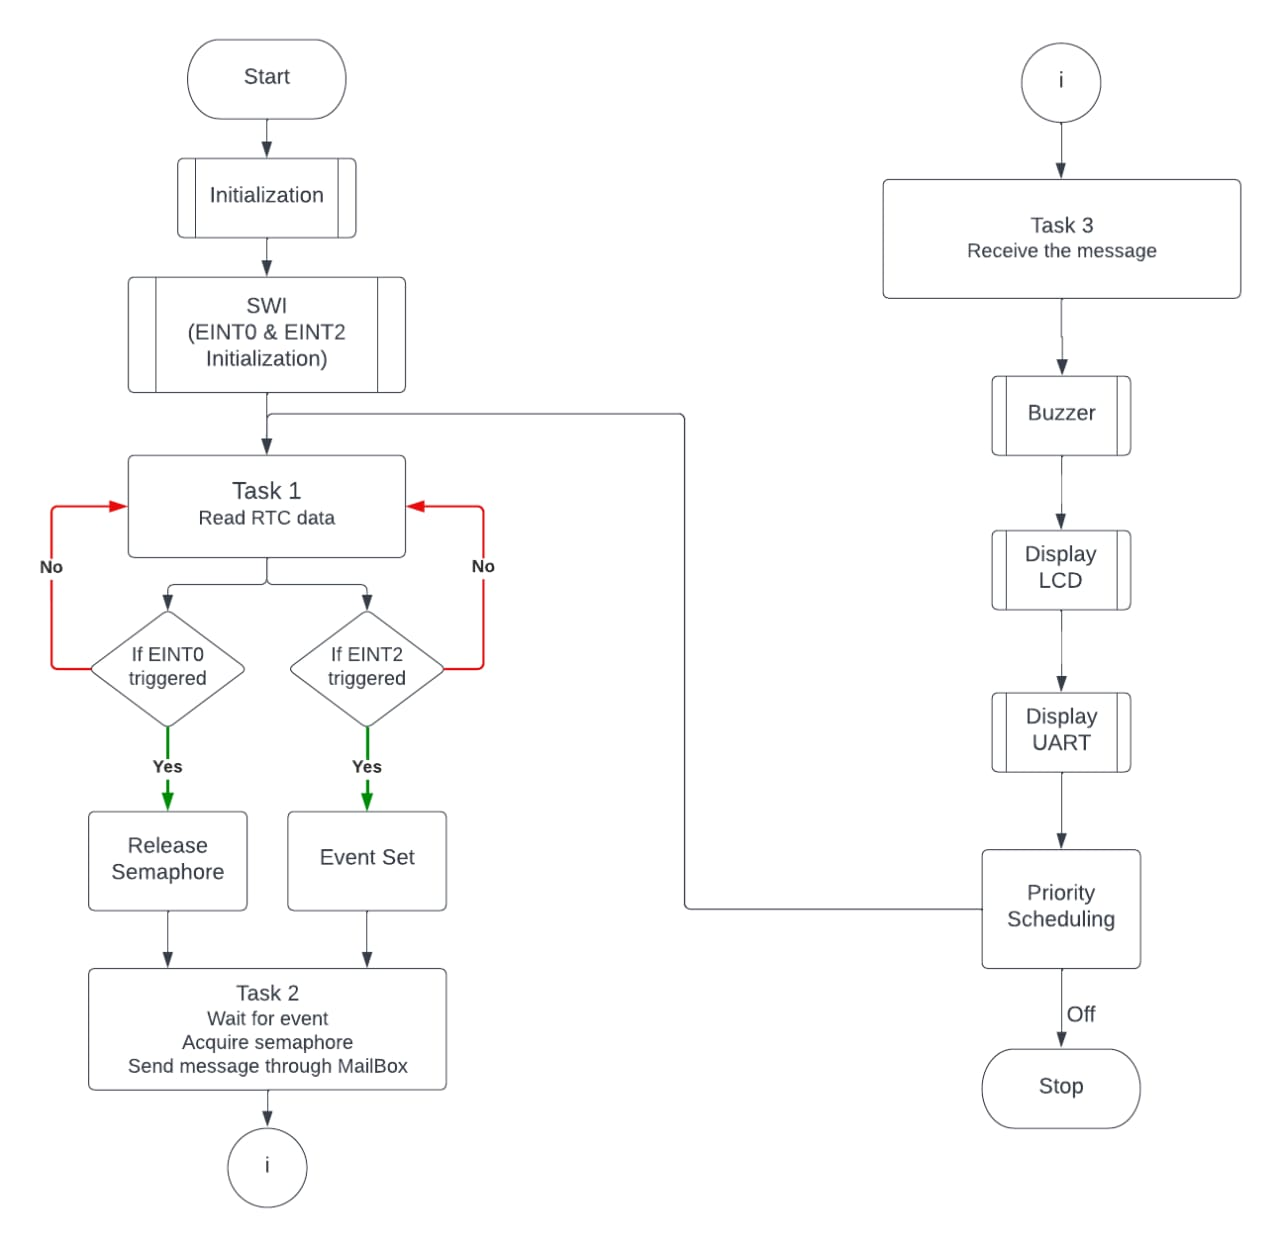 Start
Initialization
SWI
(EINT0 & EINT2
Initialization)
Task 1
Read RTC data
No
No
If EINT0
triggered
If EINT2
triggered
Yes
Yes
Release
Semaphore
Event Set
Task 2
Wait for event
Acquire semaphore
Send message through MailBox
i
i
Task 3
Receive the message
Buzzer
Display
LCD
Display
UART
Priority
Scheduling
Off
Stop